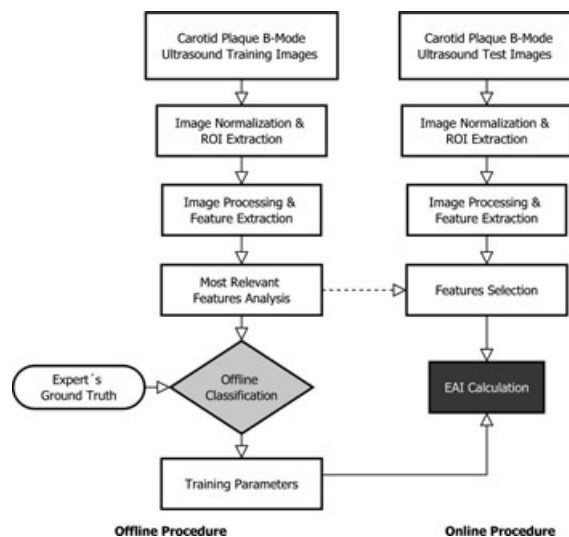 Carotid Plaque B-Mode
Ultrasound Training Images
Carotid Plaque B-Mode
Ultrasound Test Images
Image Normalization &
ROI Extraction
Image Normalization &
ROI Extraction
Image Processing &
Feature Extraction
Image Processing &
Feature Extraction
Most Relevant
Features Analysis
Features Selection
Expert´s
Ground Truth
Offline
Classification
EAI Calculation
Training Parameters
Offline Procedure
Online Procedure